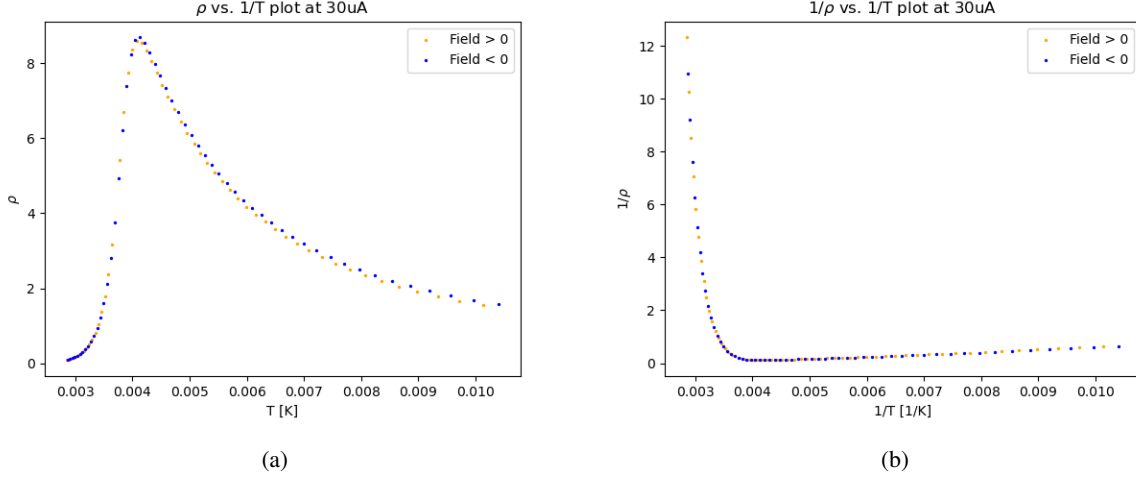 ρ vs. 1/T plot at 30uA
Field > 0
Field < 0
8
6
4
2
0
ρ
0.003 0.004 0.005 0.006 0.007 0.008 0.009 0.010
T [K]
(a)
1/ρ vs. 1/T plot at 30uA
Field > 0
Field < 0
12
10
8
6
4
2
0
1/ρ
0.003 0.004 0.005 0.006 0.007 0.008 0.009 0.010
1/T [1/K]
(b)